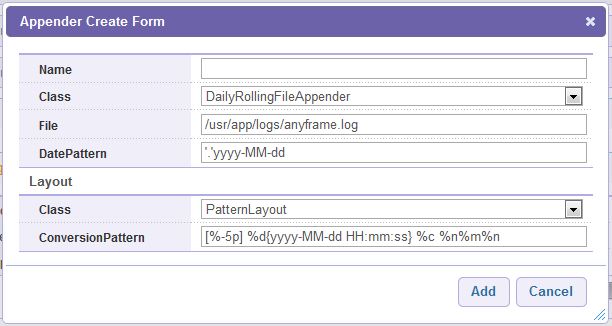 Appender Create Form
Name
Class DailyRollingFileAppender
File /usr/app/logs/anyframe.log
DatePattern '.'yyyy-MM-dd
Layout
Class PatternLayout
ConversionPattern [%-5p] %d{yyyy-MM-dd HH:mm:ss} %c %n%m%n
Add Cancel